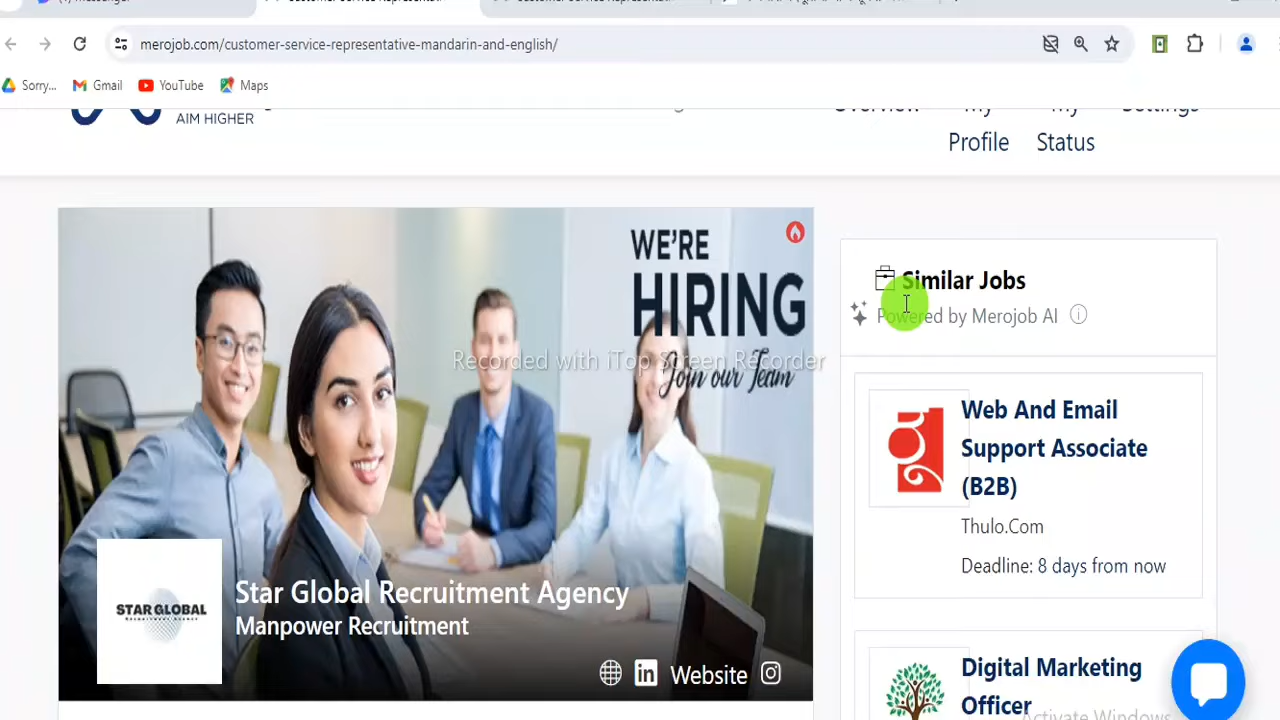 merojob.com/customer-service-representative-mandarin-and-english/
Sorry...
Gmail
YouTube
Maps
AIM HIGHER
Overview
My
Profile
My
Status
Settings
WE'RE
HIRING
Join our Team
Recorded with iTop Screen Recorder
STAR GLOBAL
Star Global Recruitment Agency
Manpower Recruitment
Website
Similar Jobs
Powered by Merojob AI
Web And Email
Support Associate
(B2B)
Thulo.Com
Deadline: 8 days from now
Digital Marketing
Officer
Activate Windows